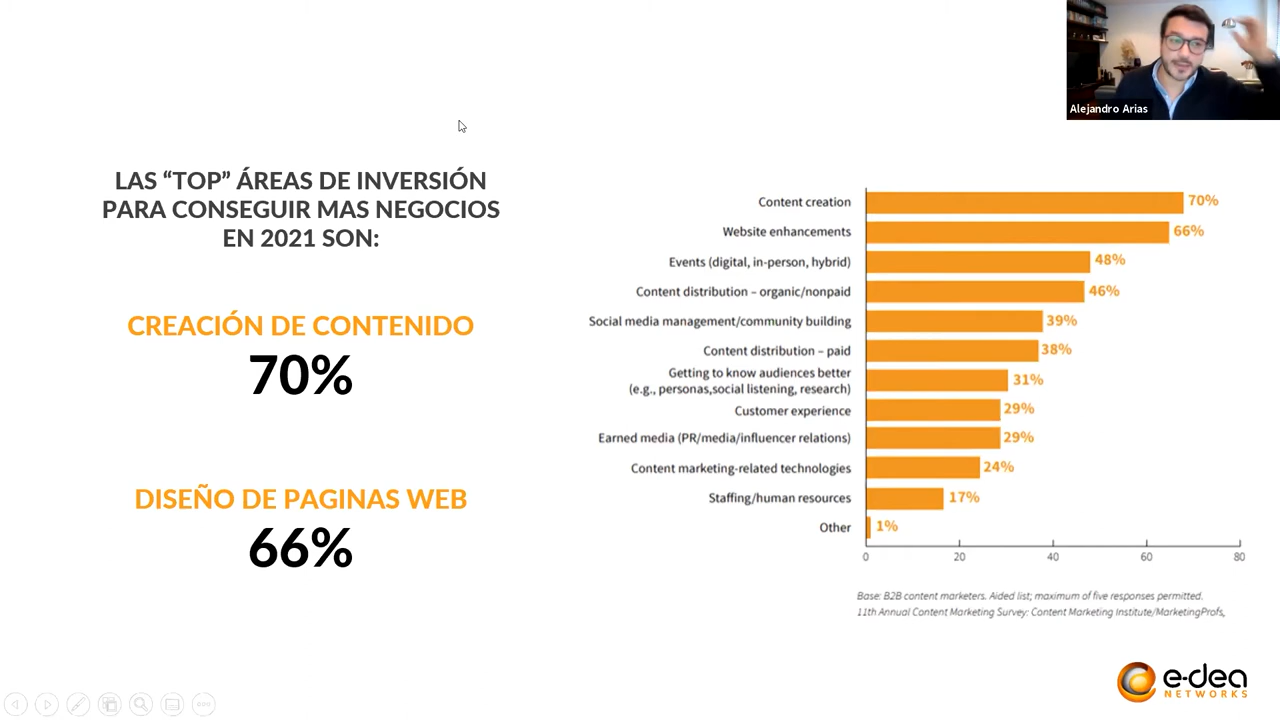 Alejandro Arias
LAS “TOP” ÁREAS DE INVERSIÓN
PARA CONSEGUIR MAS NEGOCIOS
EN 2021 SON:
CREACIÓN DE CONTENIDO
70%
DISEÑO DE PAGINAS WEB
66%
Content creation 70%
Website enhancements 66%
Events (digital, in-person, hybrid) 48%
Content distribution – organic/nonpaid 46%
Social media management/community building 39%
Content distribution – paid 38%
Getting to know audiences better
(e.g., personas,social listening, research) 31%
Customer experience 29%
Earned media (PR/media/influencer relations) 29%
Content marketing-related technologies 24%
Staffing/human resources 17%
Other 1%
0 20 40 60 80
Base: B2B content marketers. Aided list; maximum of five responses permitted.
11th Annual Content Marketing Survey: Content Marketing Institute/MarketingProfs,
e-dea
NETWORKS